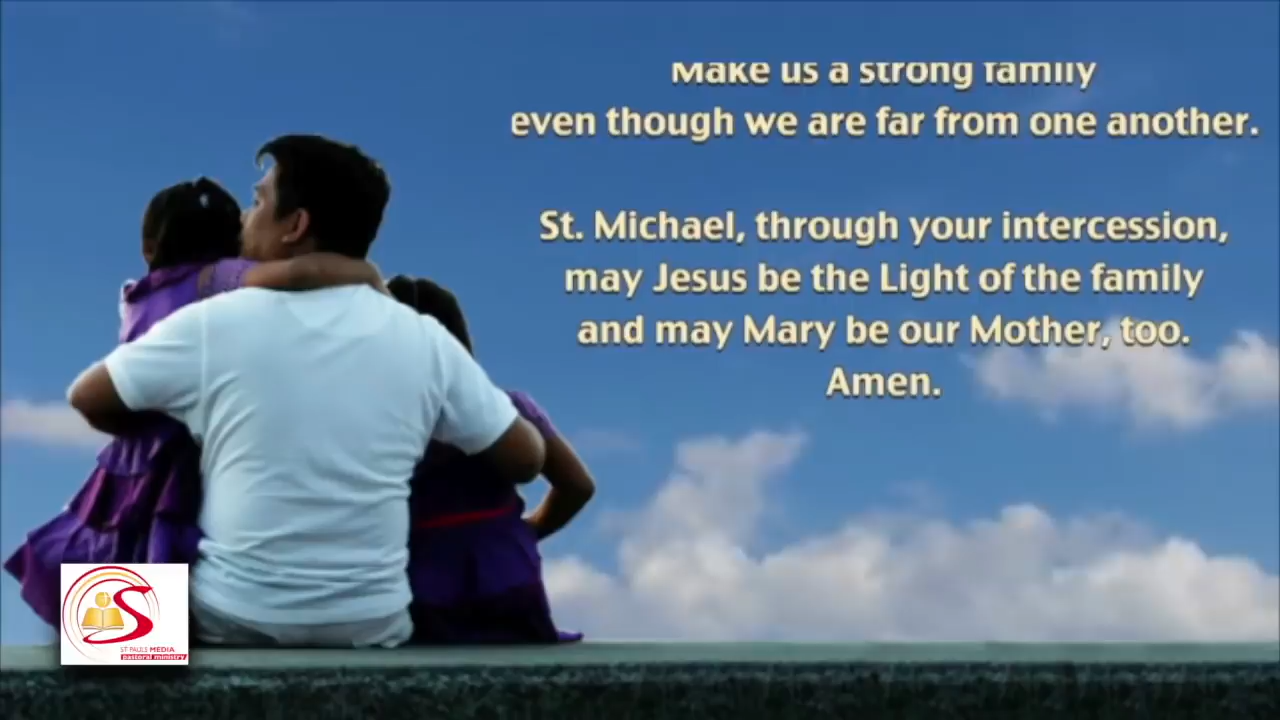 Make us a strong family
even though we are far from one another.
St. Michael, through your intercession,
may Jesus be the Light of the family
and may Mary be our Mother, too.
Amen.
ST PAULS MEDIA
pastoral ministry